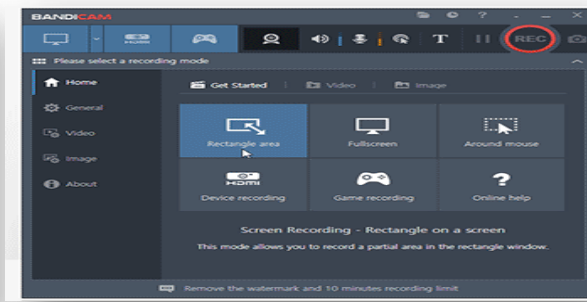 BANDICAM
HDMI
T
REC
Please select a recording mode
Home
Get Started
Video
Image
General
Video
Image
About
Rectangle area
Fullscreen
Around mouse
HDMI
Device recording
Game recording
Online help
Screen Recording - Rectangle on a screen
This mode allows you to record a partial area in the rectangle window.
Remove the watermark and 10 minutes recording limit